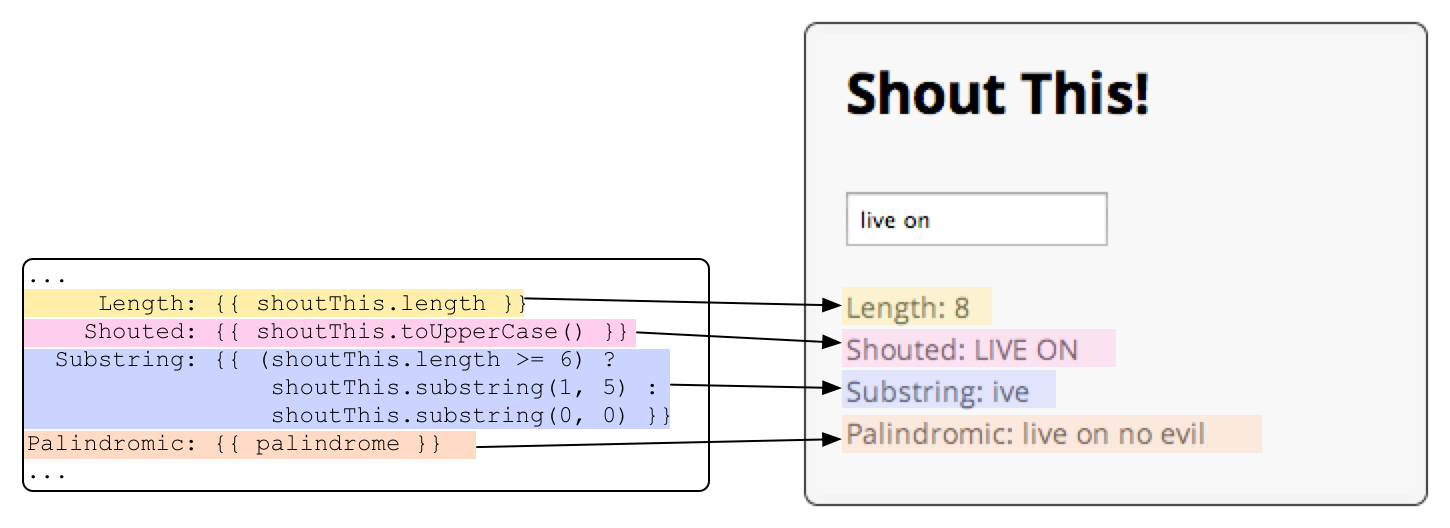 ...
Length: {{ shoutThis.length }}
Shouted: {{ shoutThis.toUpperCase() }}
Substring: {{ (shoutThis.length >= 6) ?
shoutThis.substring(1, 5) :
shoutThis.substring(0, 0) }}
Palindromic: {{ palindrome }}
...
Shout This!
live on
Length: 8
Shouted: LIVE ON
Substring: ive
Palindromic: live on no evil